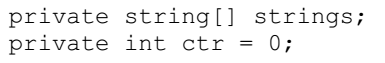 private string[] strings;
private int ctr = 0;